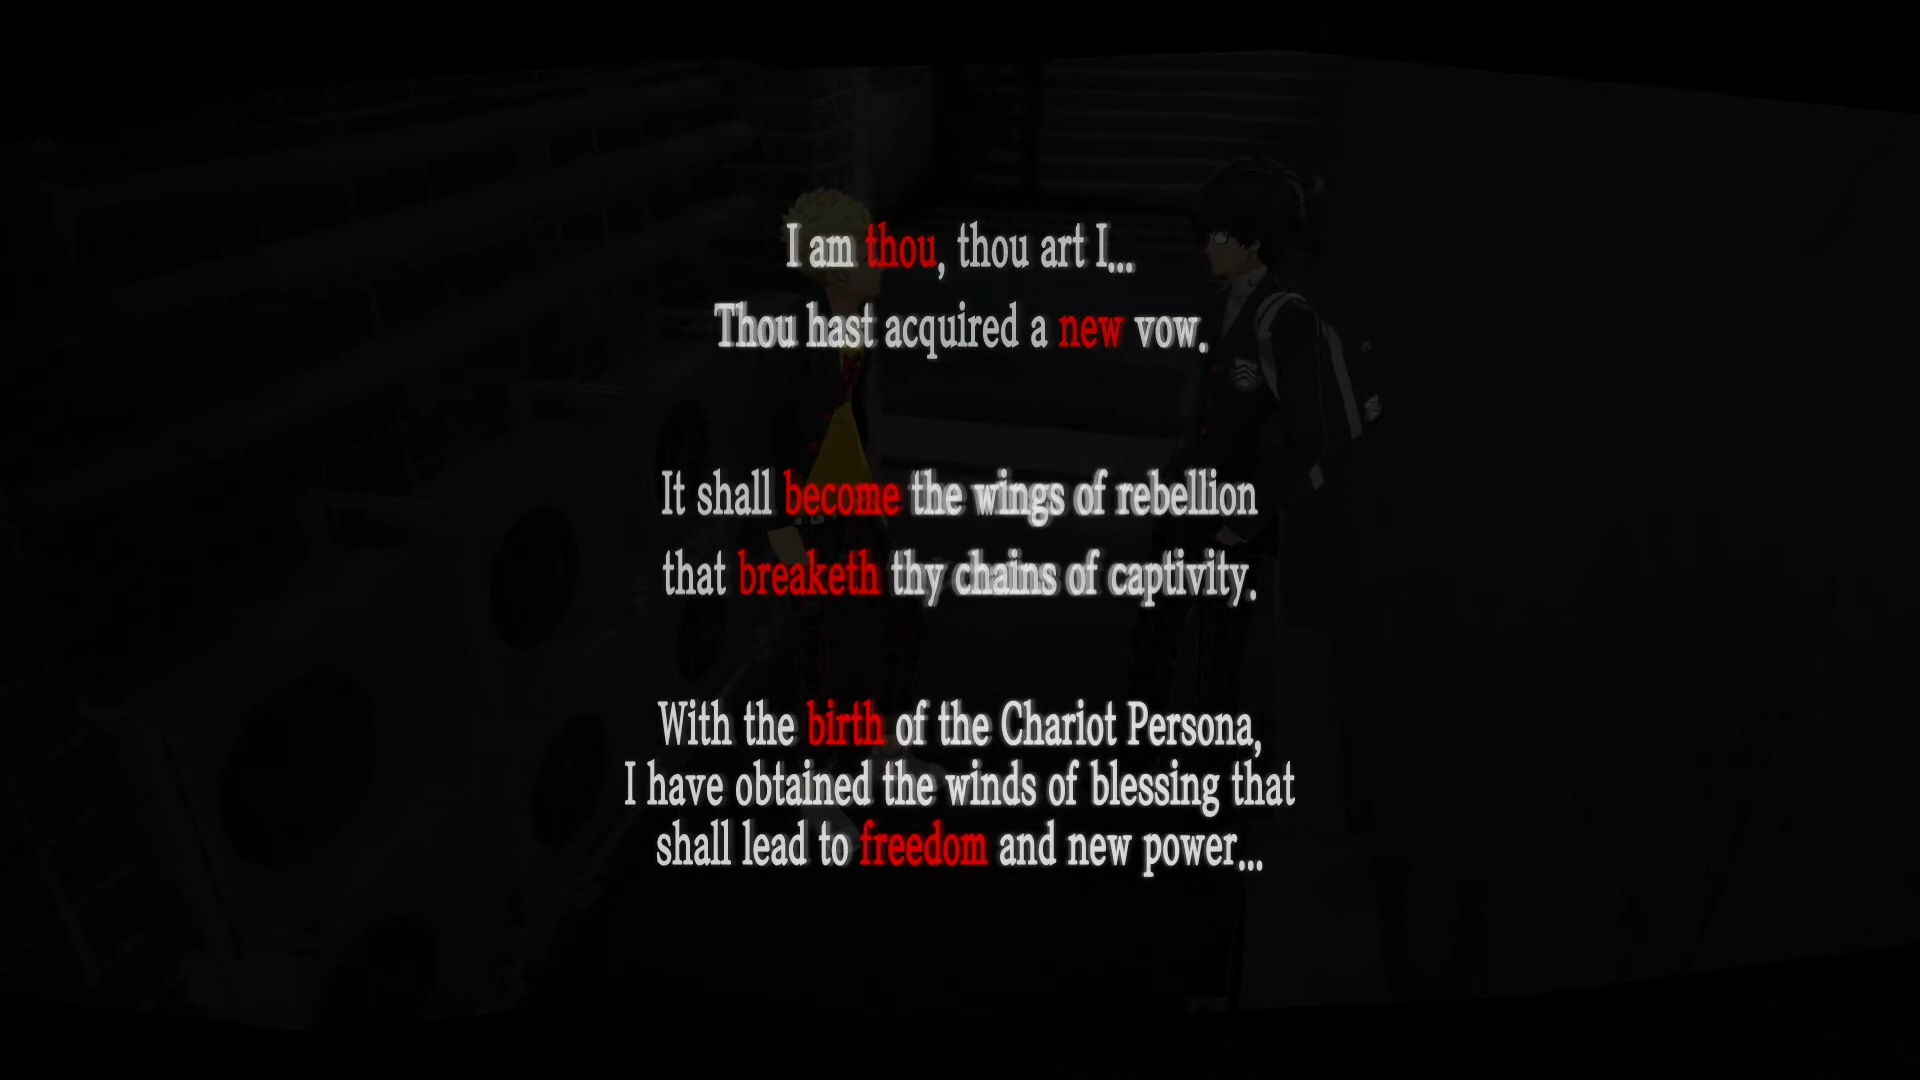 I am thou, thou art I...
Thou hast acquired a new vow.
It shall become the wings of rebellion
that breaketh thy chains of captivity.
With the birth of the Chariot Persona,
I have obtained the winds of blessing that
shall lead to freedom and new power...